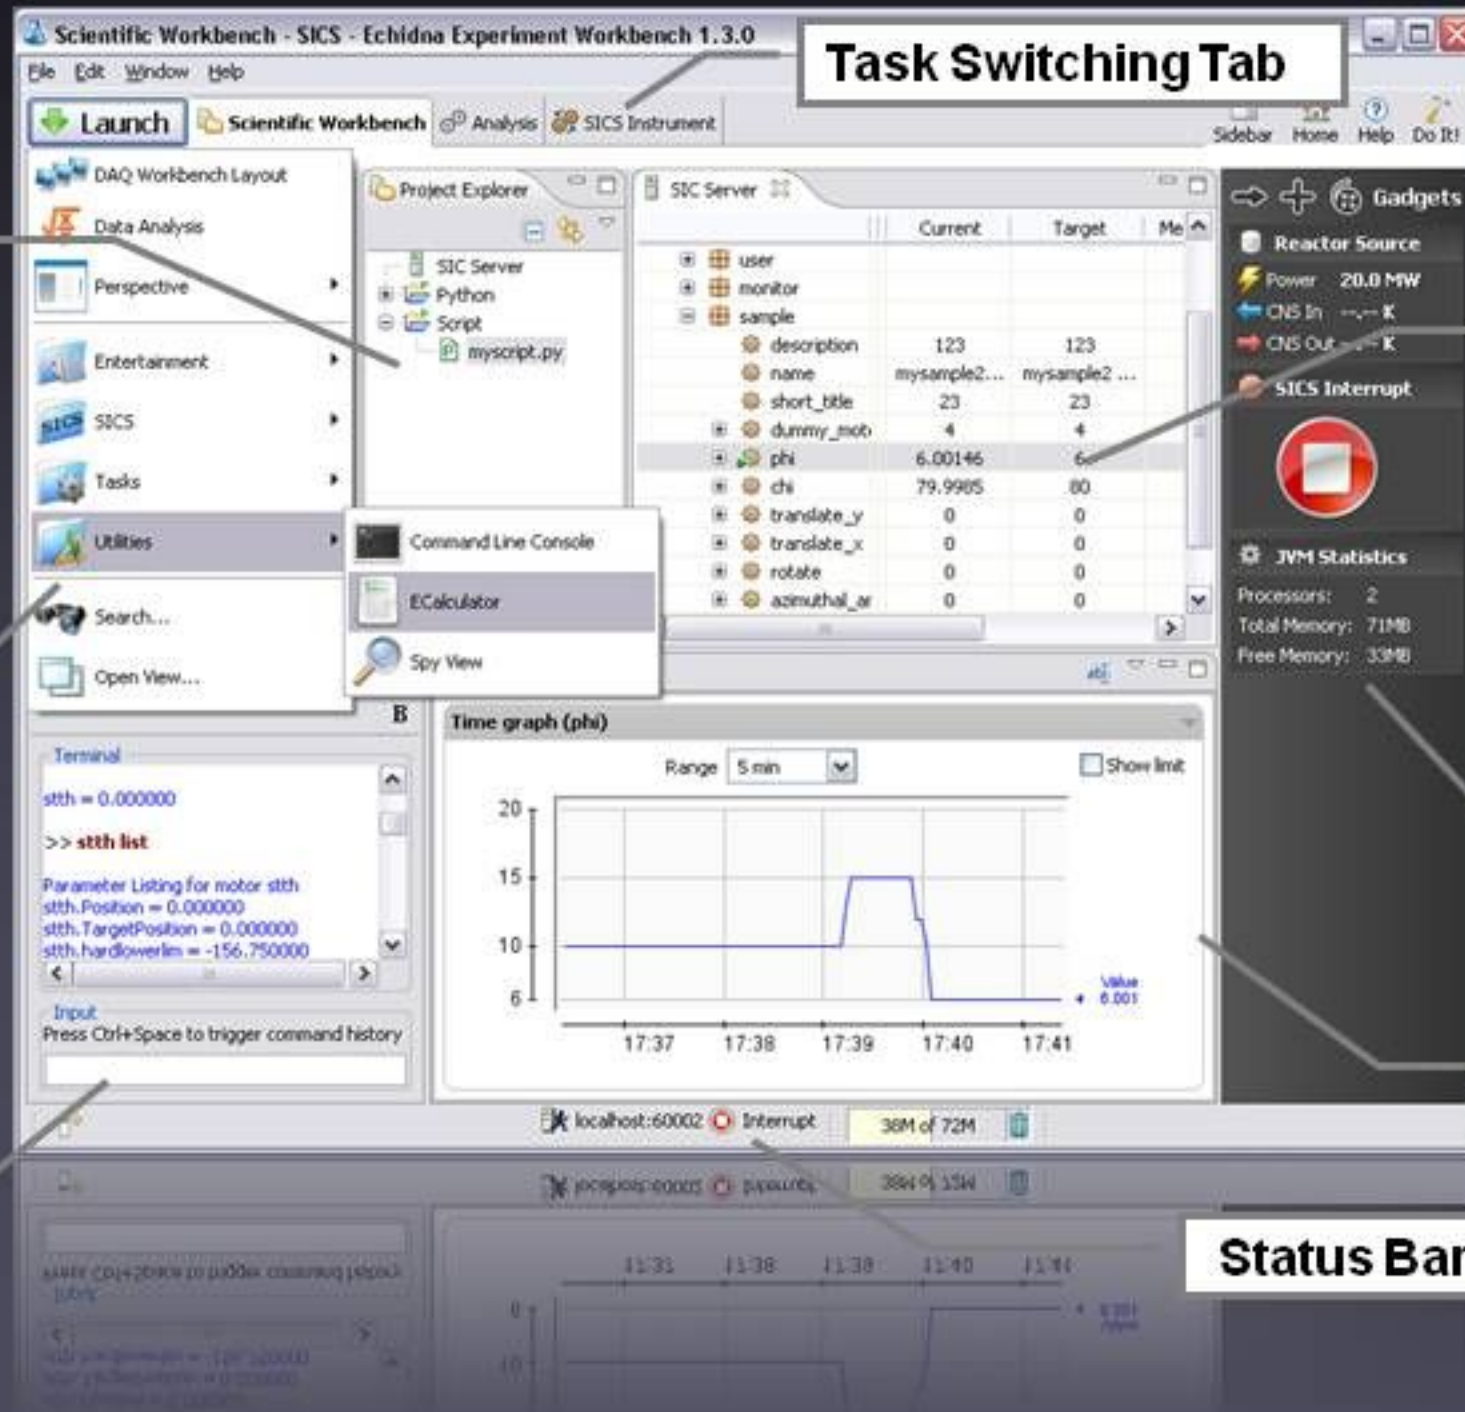 Scientific Workbench - SICS - Echidna Experiment Workbench 1.3.0
Task Switching Tab
File Edit Window Help
Launch Scientific Workbench Analysis SICS Instrument
Sidebar Home Help Do It!
DAQ Workbench Layout
Data Analysis
Perspective
Entertainment
SICS
SICS
Tasks
Utilities
Search...
Open View...
Command Line Console
ECalculator
Spy View
Project Explorer
SIC Server
Python
Script
myscript.py
SIC Server
Current Target Me
user
monitor
sample
description 123 123
name mysample2... mysample2 ...
short_title 23 23
dummy_mot
4 4
phi 6.00146 6
chi 79.9985 80
translate_y 0 0
translate_x 0 0
rotate 0 0
azimuthal_ar 0 0
Gadgets
Reactor Source
Power 20.0 MW
CNS In --.-- K
CNS Out --.-- K
SICS Interrupt
JVM Statistics
Processors: 2
Total Memory: 71MB
Free Memory: 33MB
B
Terminal
stth = 0.000000
>> stth list
Parameter Listing for motor stth
stth.Position = 0.000000
stth.TargetPosition = 0.000000
stth.hardlowerlim = -156.750000
Input
Press Ctrl+Space to trigger command history
Time graph (phi)
Range 5 min Show limit
20
15
10
6
Value
6.001
17:37 17:38 17:39 17:40 17:41
localhost:60002 Interrupt 38M of 72M
Status Bar